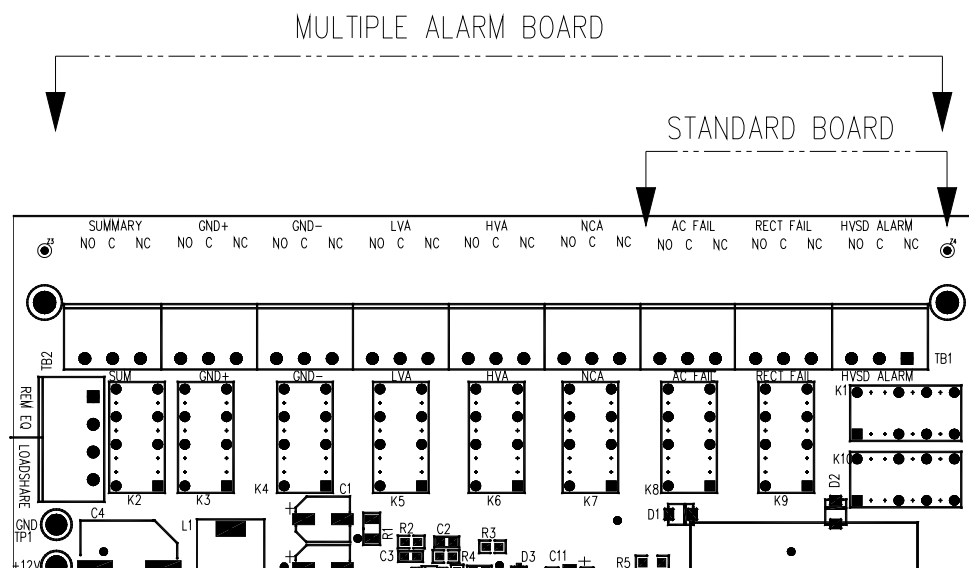 MULTIPLE ALARM BOARD
STANDARD BOARD
SUMMARY GND+ GND- LVA HVA NCA AC FAIL RECT FAIL HVSD ALARM
NO C NC NO C NC NO C NC NO C NC NO C NC NO C NC NO C NC NO C NC NO C NC
TB2 TB1
SUM GND+ GND- LVA HVA NCA AC FAIL RECT FAIL HVSD ALARM
REM EQ
K1
LOADSHARE
K10
K2 K3 K4 K5 K6 K7 K8 K9
C1
D2
C4
L1
D1
GND
TP1
R1
R2 C2 R3
C3 R4 D3 C11 R5
+12V